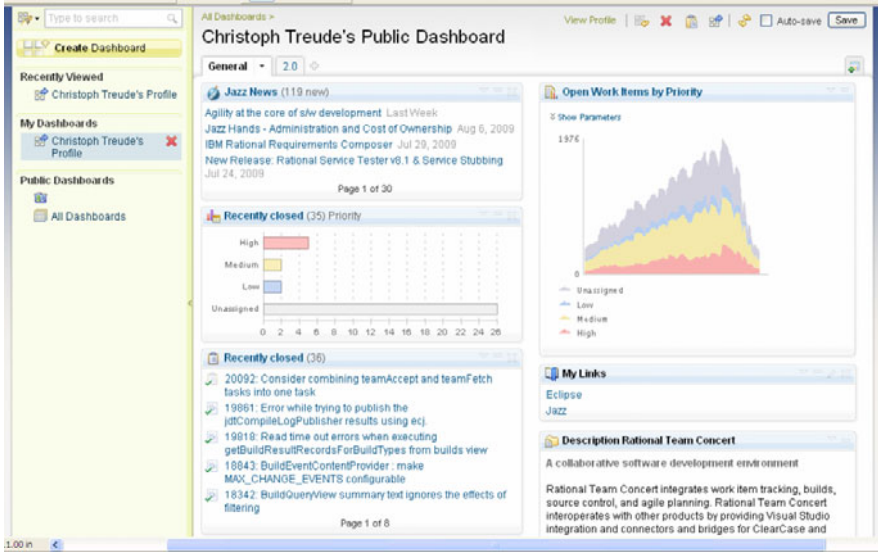 Type to search
Create Dashboard
Recently Viewed
Christoph Treude's Profile
My Dashboards
Christoph Treude's
Profile
Public Dashboards
All Dashboards
All Dashboards >
Christoph Treude's Public Dashboard
View Profile
Auto-save
Save
General
2.0
Jazz News (119 new)
Agility at the core of s/w development Last Week
Jazz Hands - Administration and Cost of Ownership Aug 6, 2009
IBM Rational Requirements Composer Jul 29, 2009
New Release: Rational Service Tester v8.1 & Service Stubbing
Jul 24, 2009
Page 1 of 30
Recently closed (35) Priority
High
Medium
Low
Unassigned
0 2 4 6 8 10 12 14 16 18 20 22 24 26
Recently closed (36)
20092: Consider combining teamAccept and teamFetch
tasks into one task
19861: Error while trying to publish the
jdtCompileLogPublisher results using ecj.
19818: Read time out errors when executing
getBuildResultRecordsForBuildTypes from builds view
18843: BuildEventContentProvider : make
MAX_CHANGE_EVENTS configurable
18342: BuildQueryView summary text ignores the effects of
filtering
Page 1 of 8
Open Work Items by Priority
Show Parameters
1976
0
Unassigned
Low
Medium
High
My Links
Eclipse
Jazz
Description Rational Team Concert
A collaborative software development environment
Rational Team Concert integrates work item tracking, builds,
source control, and agile planning. Rational Team Concert
interoperates with other products by providing Visual Studio
integration and connectors and bridges for ClearCase and
1.00 in